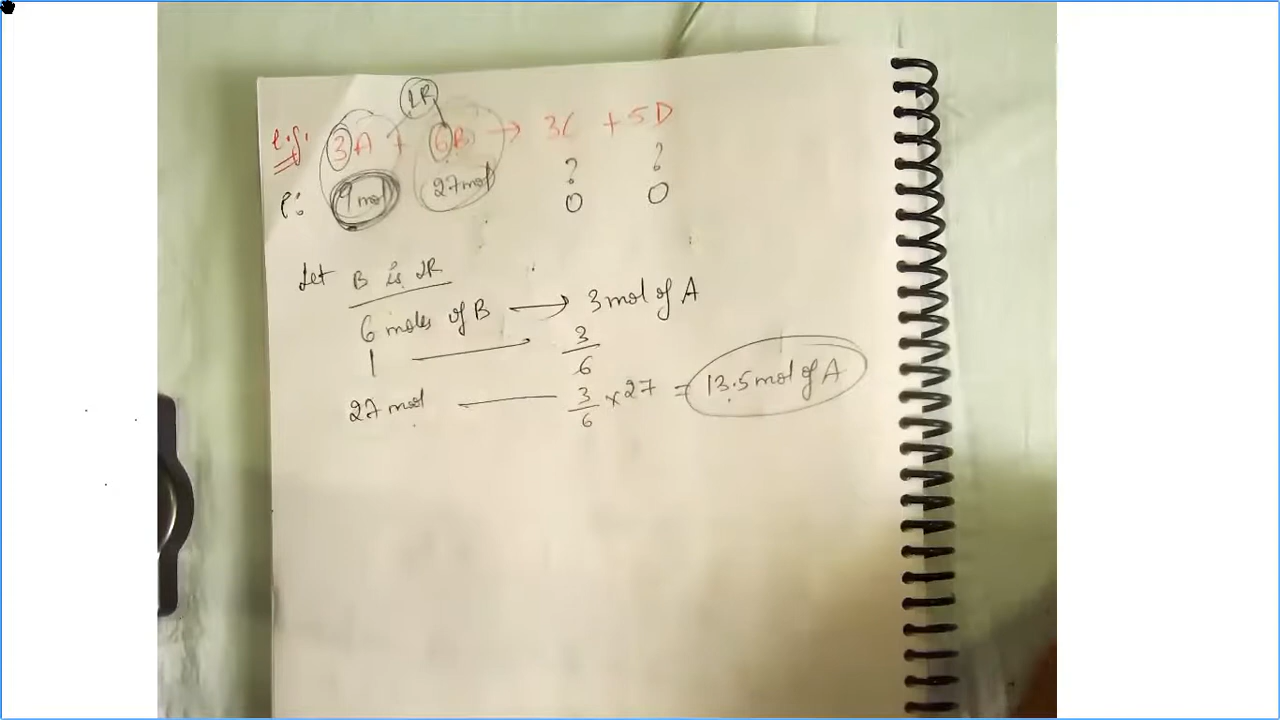 LR
e.g. 3A + 6B → 3C + 5D
? ?
P: 9 mol 27 mol 0 0
Let B is LR
6 moles of B → 3 mol of A
1 — 3/6
27 mol — 3/6 × 27 = 13.5 mol of A